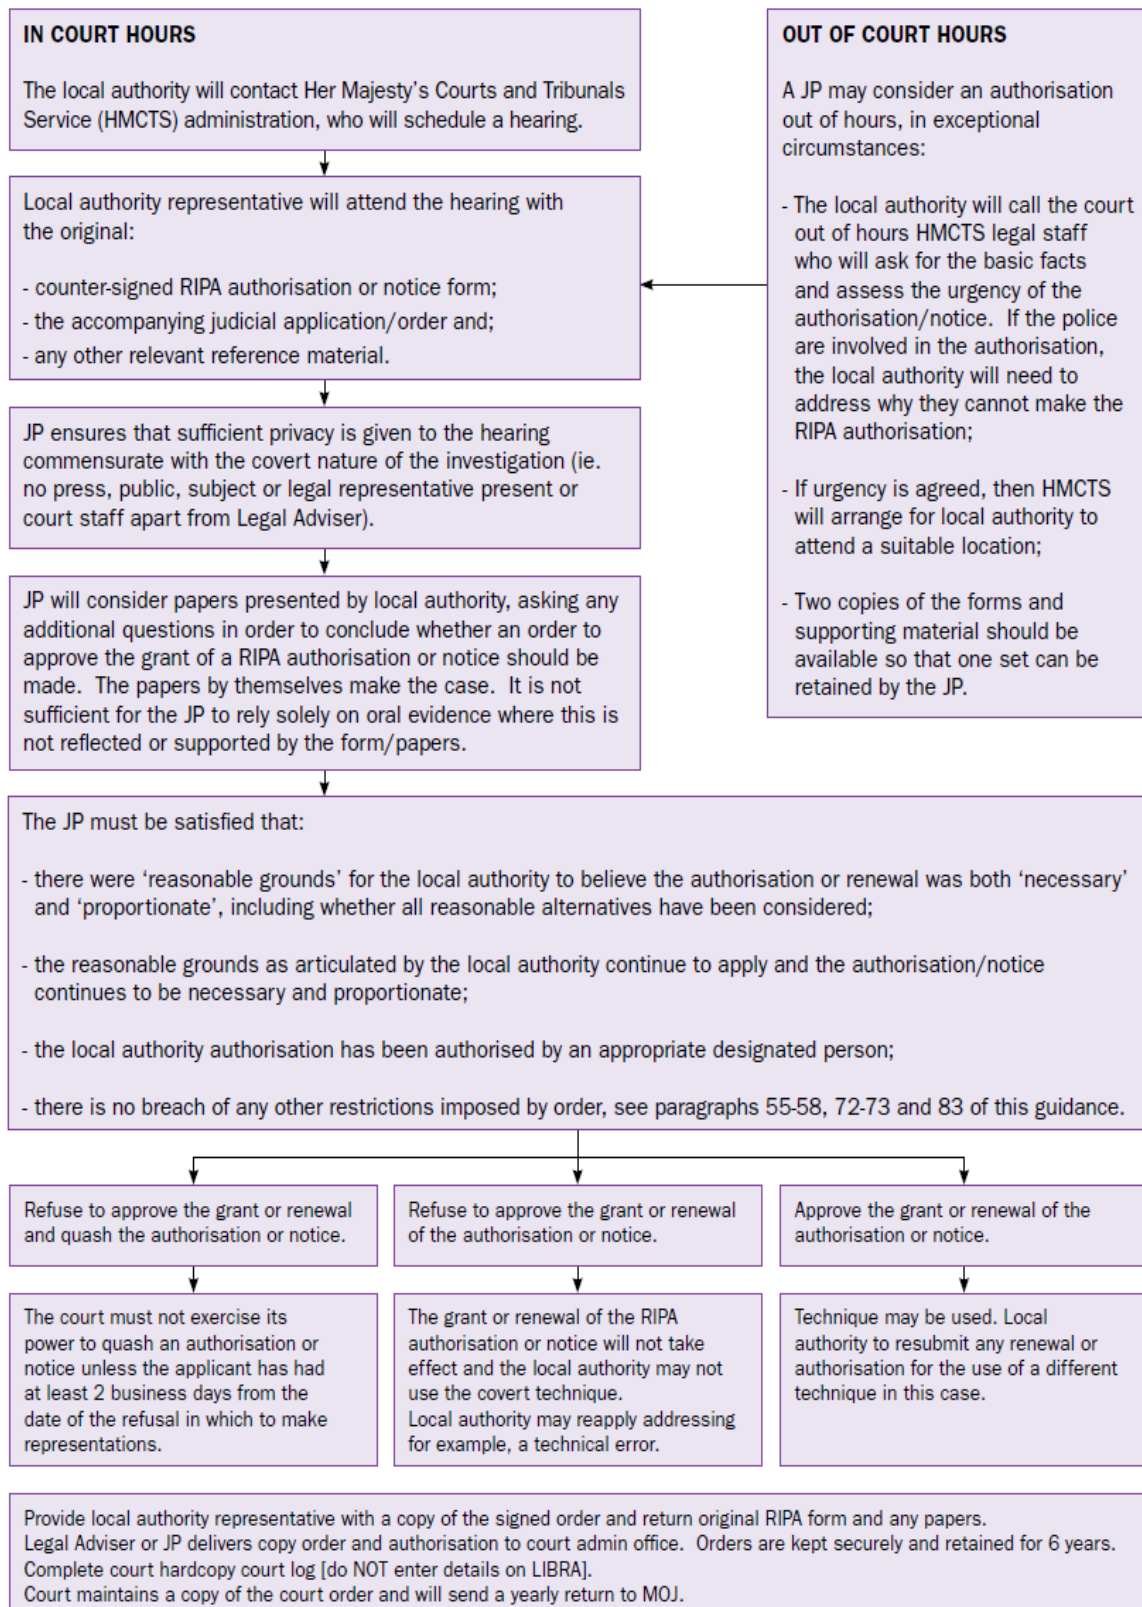 IN COURT HOURS
The local authority will contact Her Majesty's Courts and Tribunals
Service (HMCTS) administration, who will schedule a hearing.
Local authority representative will attend the hearing with
the original:
- counter-signed RIPA authorisation or notice form;
- the accompanying judicial application/order and;
- any other relevant reference material.
JP ensures that sufficient privacy is given to the hearing
commensurate with the covert nature of the investigation (ie.
no press, public, subject or legal representative present or
court staff apart from Legal Adviser).
JP will consider papers presented by local authority, asking any
additional questions in order to conclude whether an order to
approve the grant of a RIPA authorisation or notice should be
made. The papers by themselves make the case. It is not
sufficient for the JP to rely solely on oral evidence where this is
not reflected or supported by the form/papers.
OUT OF COURT HOURS
A JP may consider an authorisation
out of hours, in exceptional
circumstances:
- The local authority will call the court
out of hours HMCTS legal staff
who will ask for the basic facts
and assess the urgency of the
authorisation/notice. If the police
are involved in the authorisation,
the local authority will need to
address why they cannot make the
RIPA authorisation;
- If urgency is agreed, then HMCTS
will arrange for local authority to
attend a suitable location;
- Two copies of the forms and
supporting material should be
available so that one set can be
retained by the JP.
The JP must be satisfied that:
- there were 'reasonable grounds' for the local authority to believe the authorisation or renewal was both 'necessary'
and 'proportionate', including whether all reasonable alternatives have been considered;
- the reasonable grounds as articulated by the local authority continue to apply and the authorisation/notice
continues to be necessary and proportionate;
- the local authority authorisation has been authorised by an appropriate designated person;
- there is no breach of any other restrictions imposed by order, see paragraphs 55-58, 72-73 and 83 of this guidance.
Refuse to approve the grant or renewal
and quash the authorisation or notice.
The court must not exercise its
power to quash an authorisation or
notice unless the applicant has had
at least 2 business days from the
date of the refusal in which to make
representations.
Refuse to approve the grant or renewal
of the authorisation or notice.
The grant or renewal of the RIPA
authorisation or notice will not take
effect and the local authority may not
use the covert technique.
Local authority may reapply addressing
for example, a technical error.
Approve the grant or renewal of the
authorisation or notice.
Technique may be used. Local
authority to resubmit any renewal or
authorisation for the use of a different
technique in this case.
Provide local authority representative with a copy of the signed order and return original RIPA form and any papers.
Legal Adviser or JP delivers copy order and authorisation to court admin office. Orders are kept securely and retained for 6 years.
Complete court hardcopy court log [do NOT enter details on LIBRA].
Court maintains a copy of the court order and will send a yearly return to MOJ.